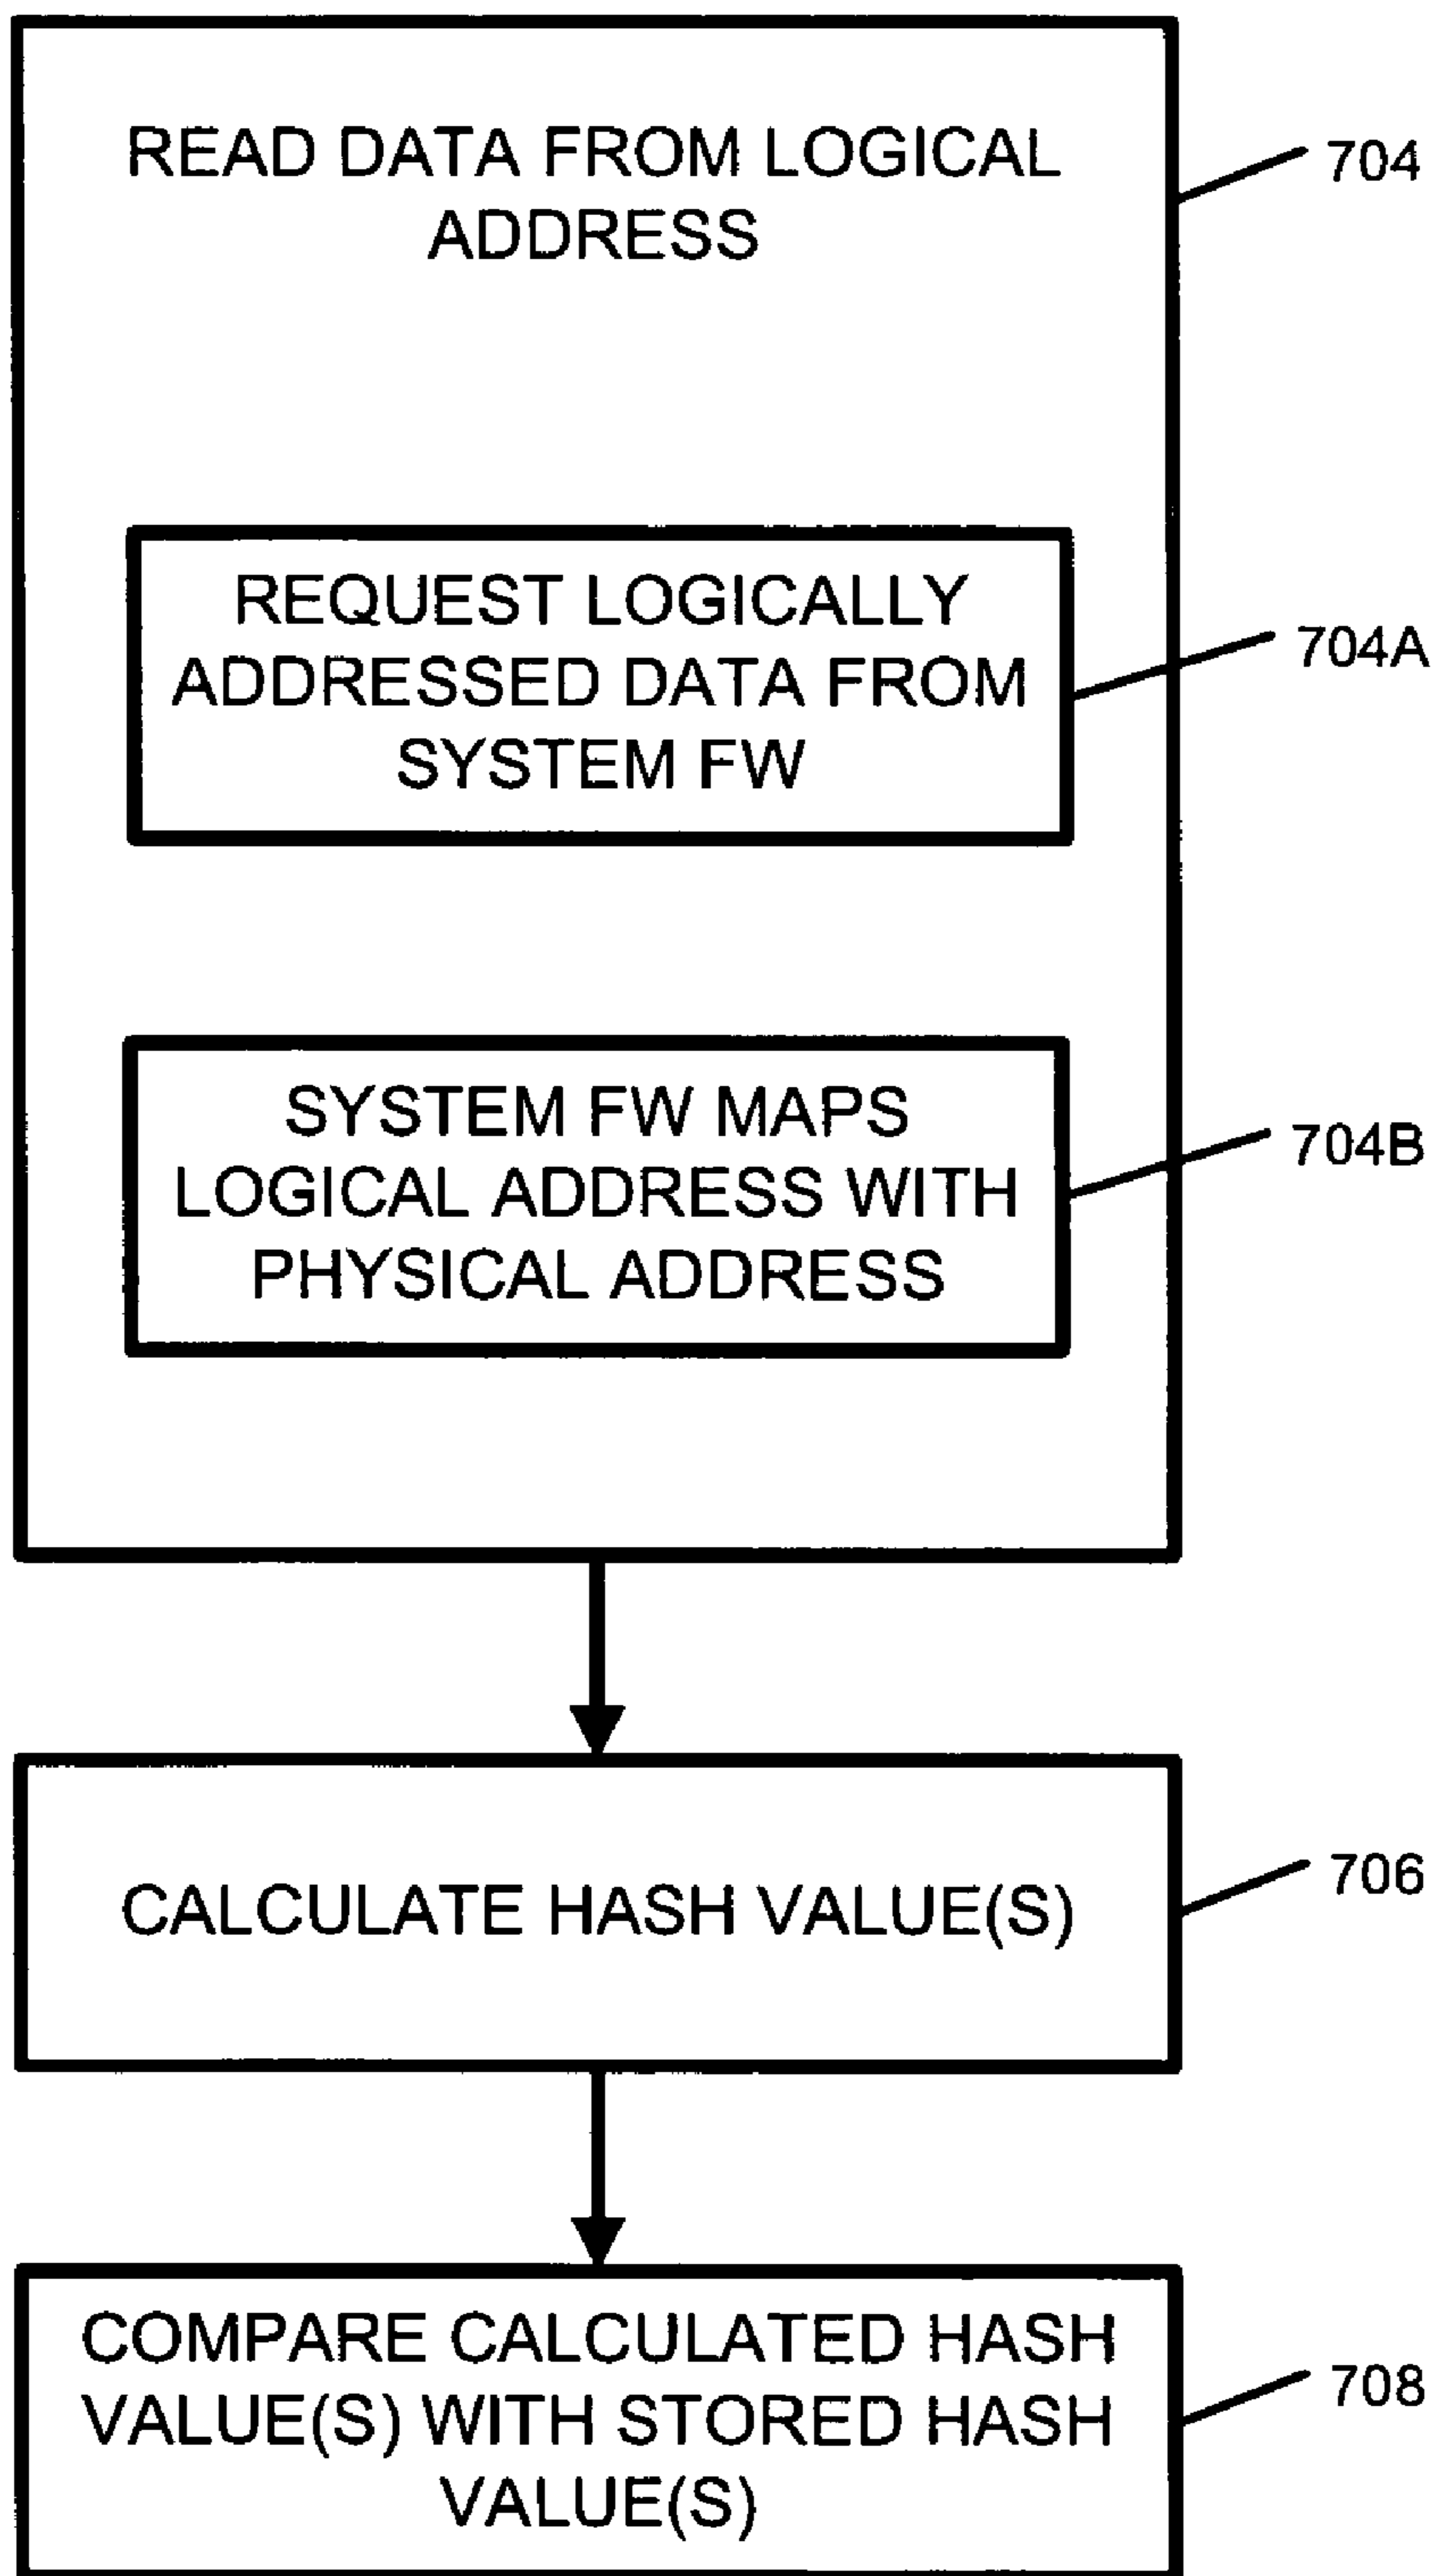 READ DATA FROM LOGICAL
ADDRESS
704
REQUEST LOGICALLY
ADDRESSED DATA FROM
SYSTEM FW
704A
SYSTEM FW MAPS
LOGICAL ADDRESS WITH
PHYSICAL ADDRESS
704B
CALCULATE HASH VALUE(S)
706
COMPARE CALCULATED HASH
VALUE(S) WITH STORED HASH
VALUE(S)
708